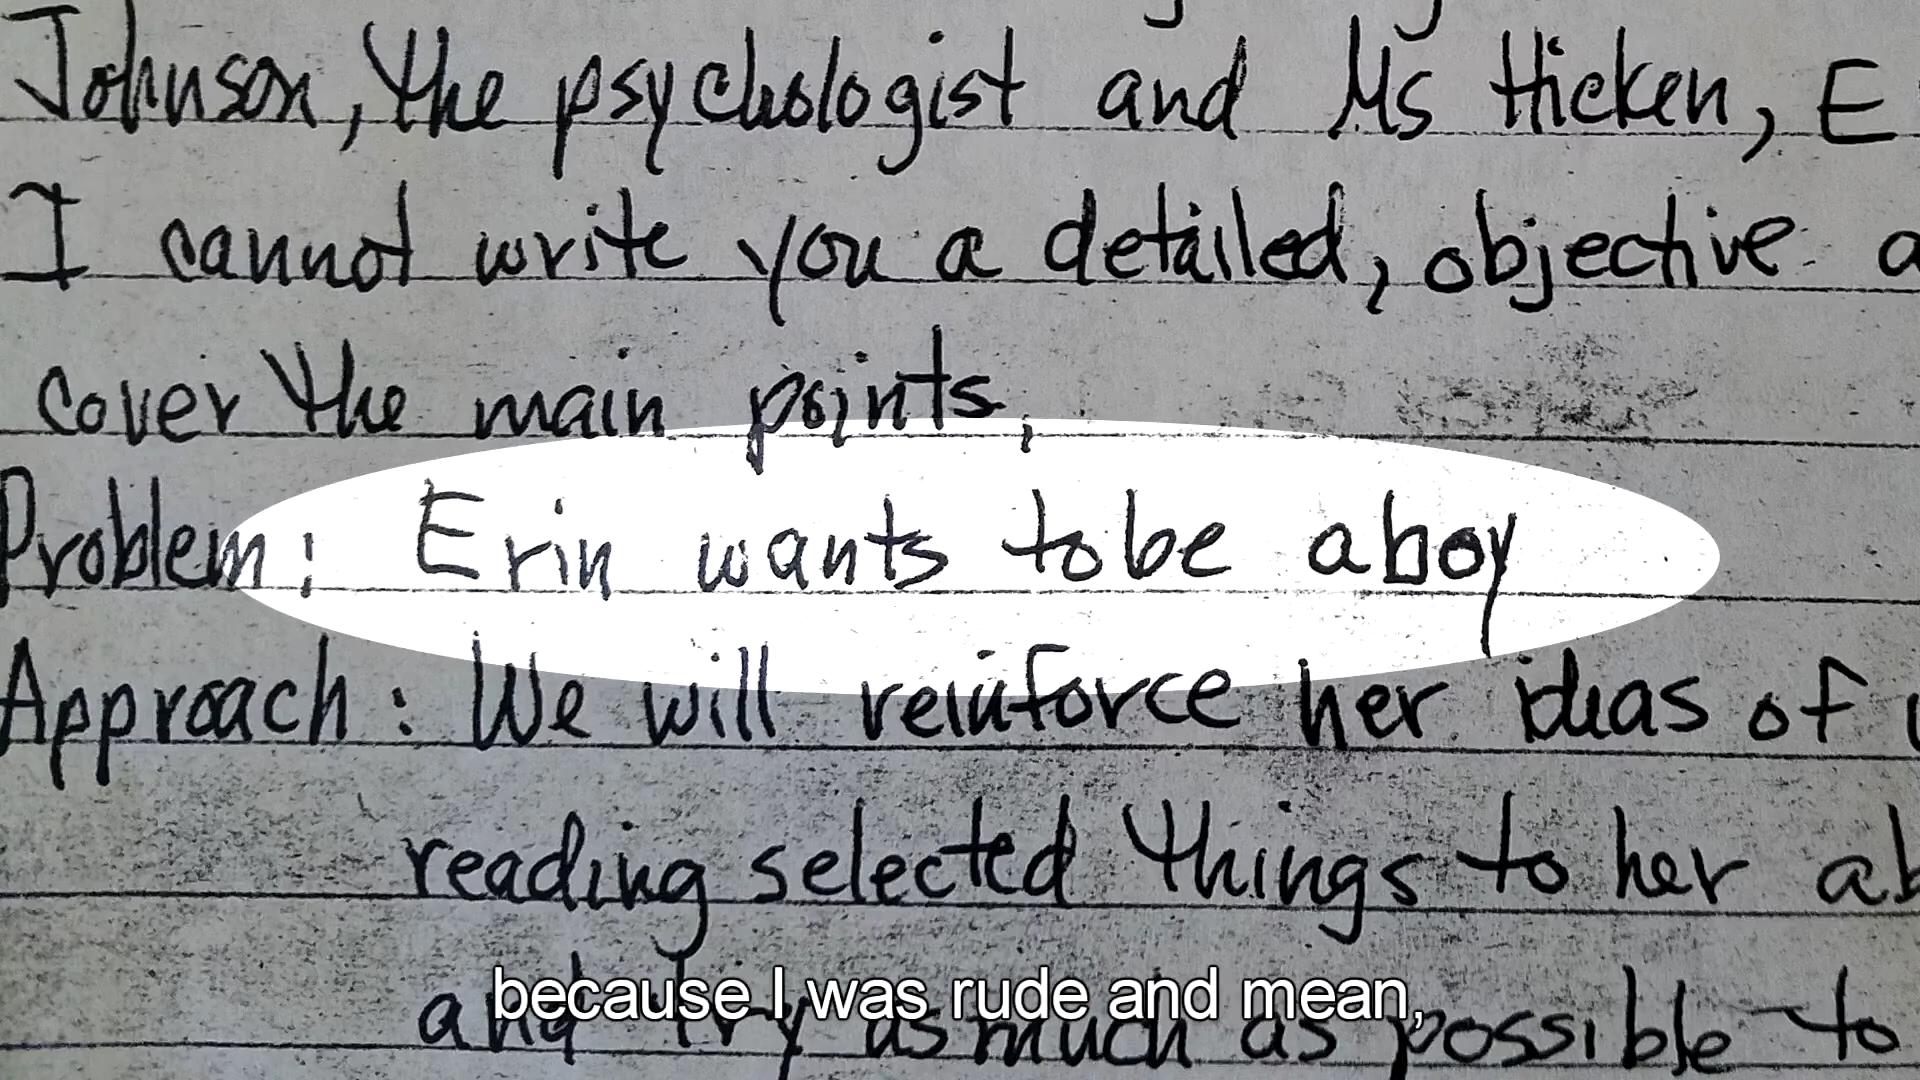 Johnson, the psychologist and Ms Hicken, E
I cannot write you a detailed, objective a
cover the main points,
Problem: Erin wants to be a boy
Approach: We will reinforce her ideas of
reading selected things to her ab
and try as much as possible to
because I was rude and mean,